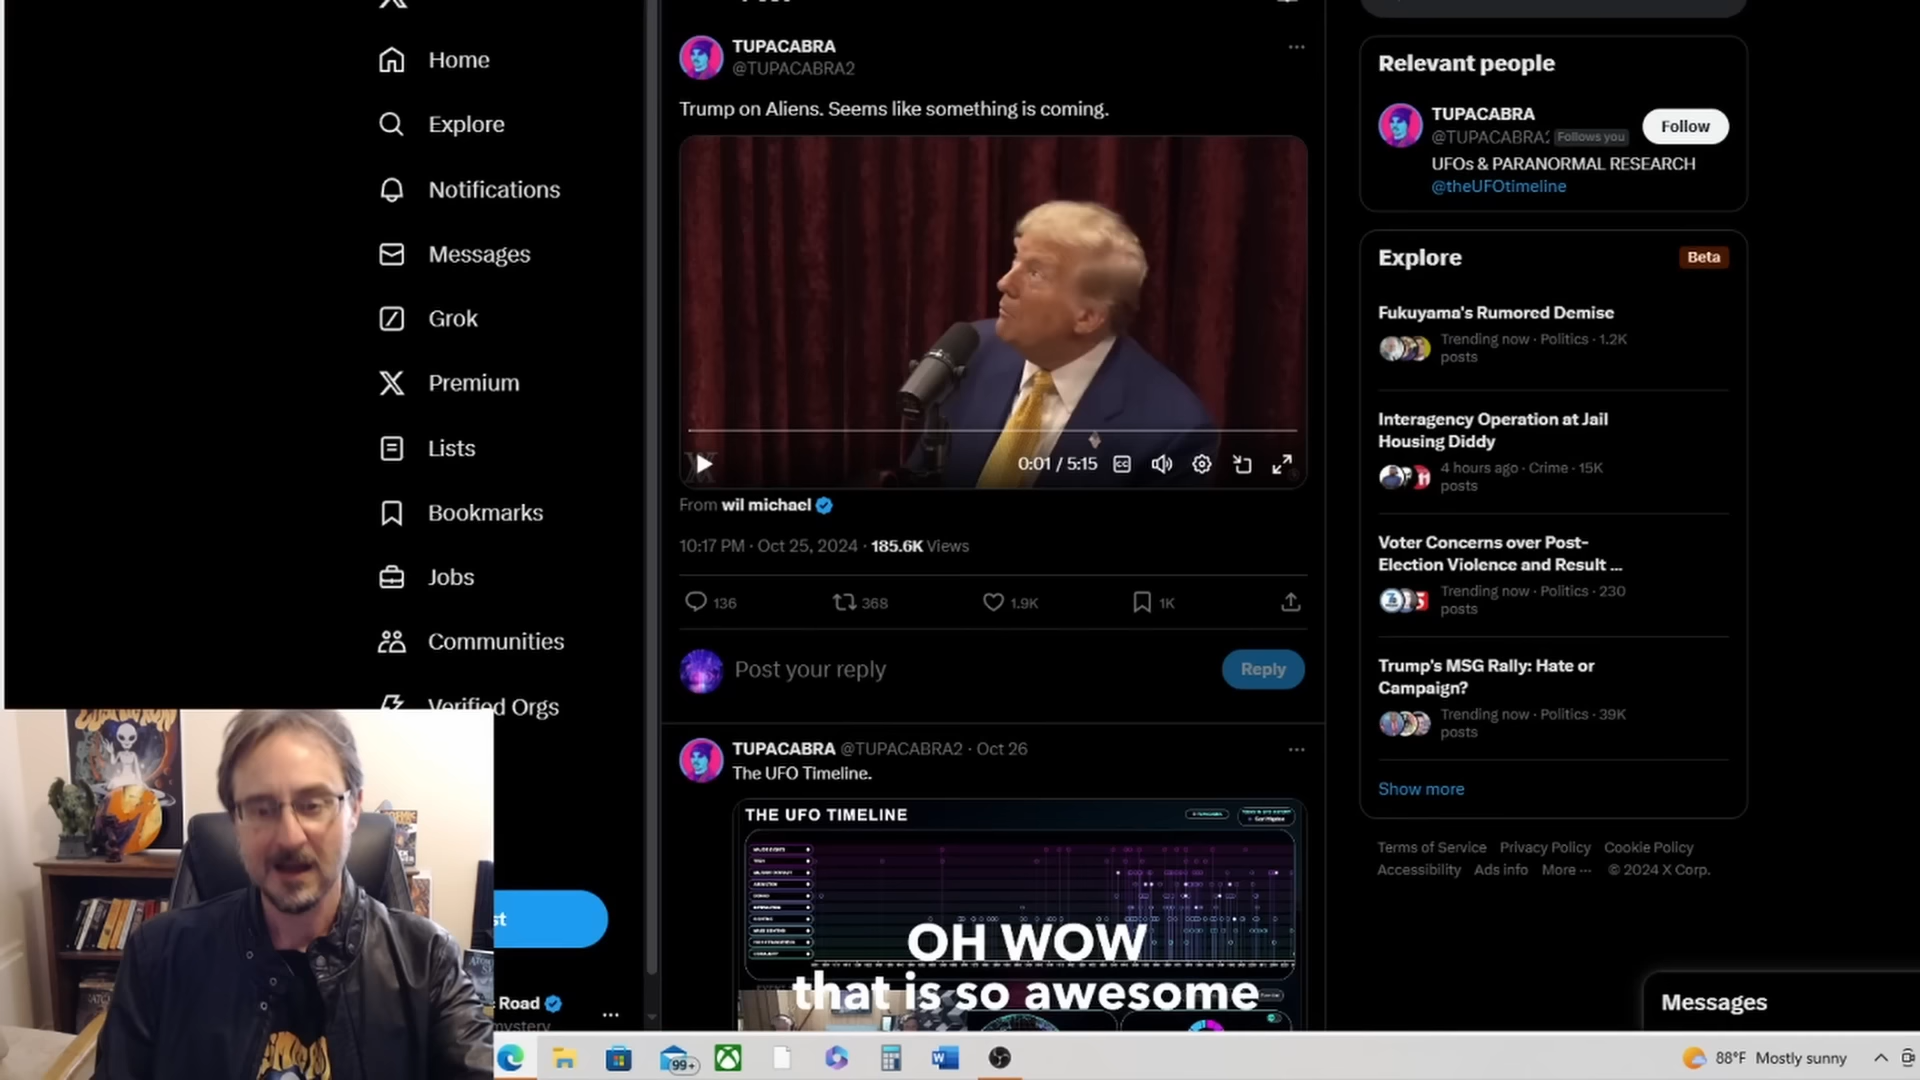 Home
Explore
Notifications
Messages
Grok
Premium
Lists
Bookmarks
Jobs
Communities
Verified Orgs
Road
mystery
TUPACABRA
@TUPACABRA2
Trump on Aliens. Seems like something is coming.
0:01 / 5:15
From wil michael
10:17 PM · Oct 25, 2024 · 185.6K Views
136 368 1.9K 1K
Post your reply
Reply
TUPACABRA @TUPACABRA2 · Oct 26
The UFO Timeline.
THE UFO TIMELINE
OH WOW
that is so awesome
Relevant people
TUPACABRA
@TUPACABRA2 Follows you
Follow
UFOs & PARANORMAL RESEARCH
@theUFOtimeline
Explore
Beta
Fukuyama's Rumored Demise
Trending now · Politics · 1.2K
posts
Interagency Operation at Jail
Housing Diddy
4 hours ago · Crime · 15K
posts
Voter Concerns over Post-
Election Violence and Result ...
Trending now · Politics · 230
posts
Trump's MSG Rally: Hate or
Campaign?
Trending now · Politics · 39K
posts
Show more
Terms of Service Privacy Policy Cookie Policy
Accessibility Ads info More ··· © 2024 X Corp.
Messages
99+
88°F Mostly sunny